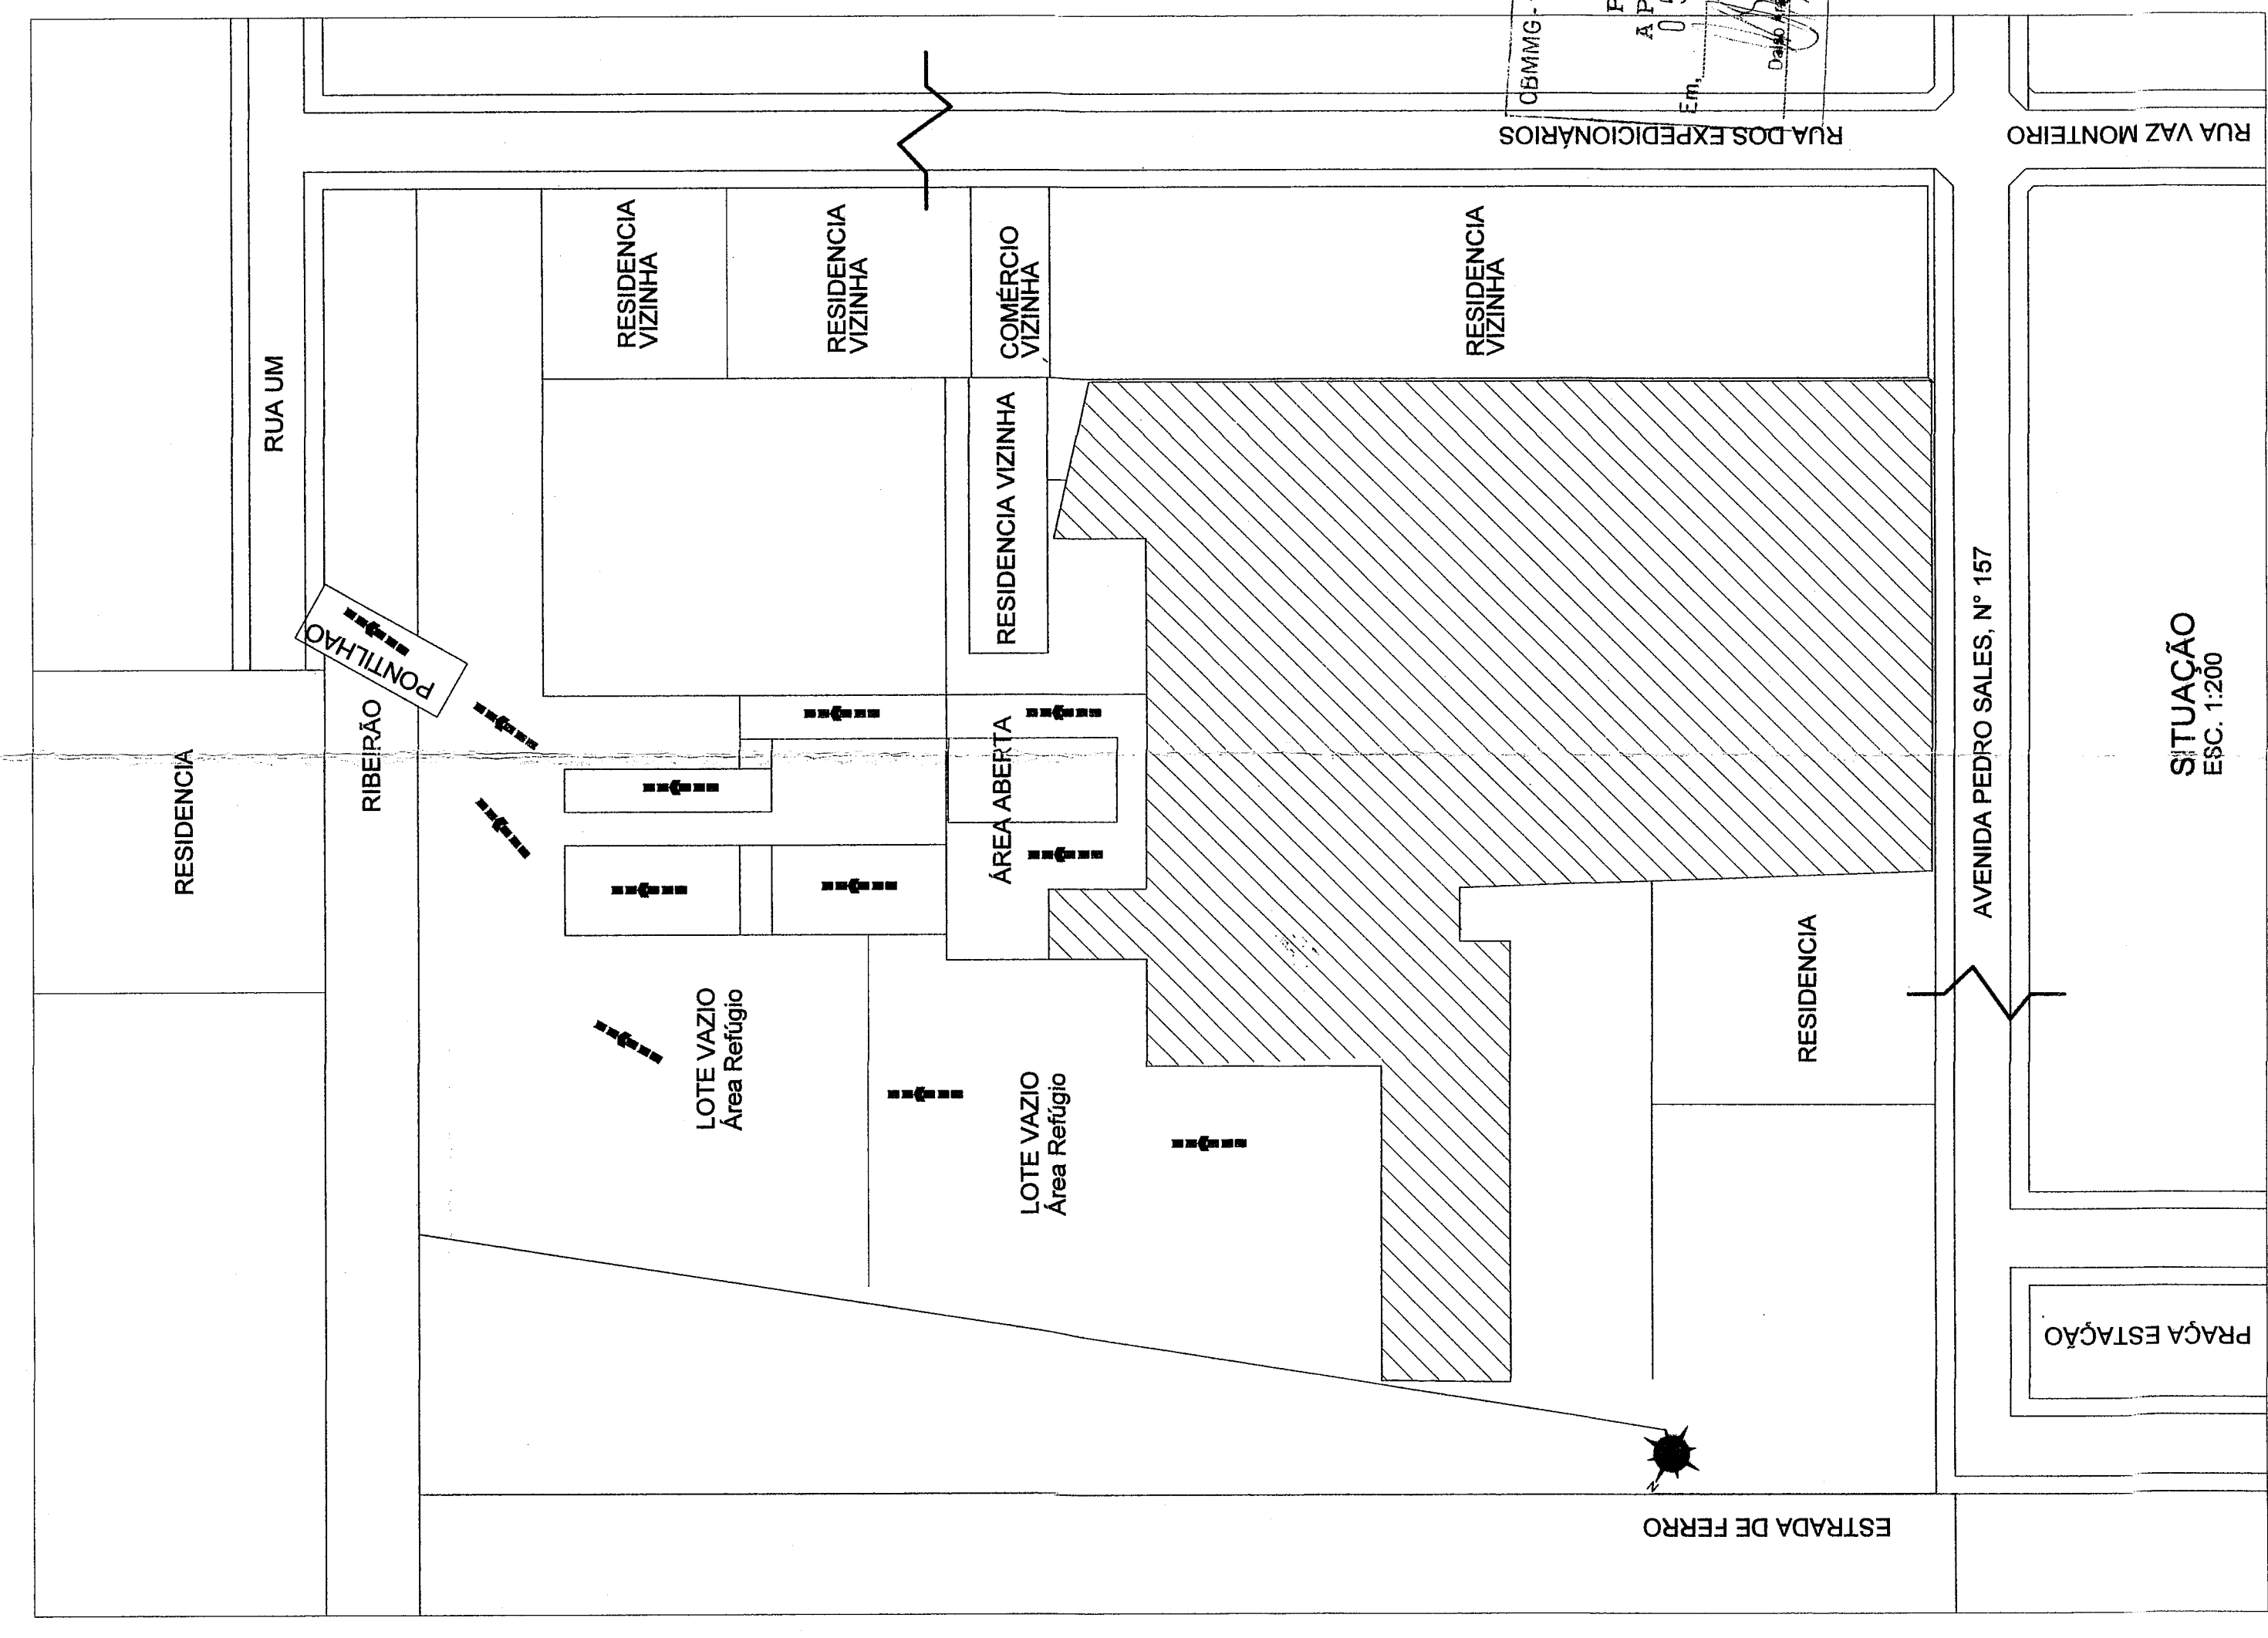 RESIDENCIA
RIBEIRÃO
RUA UM
PONTILHAO
RESIDENCIA
VIZINHA
RESIDENCIA
VIZINHA
COMÉRCIO
VIZINHA
RESIDENCIA
VIZINHA
RESIDENCIA VIZINHA
ÁREA ABERTA
LOTE VAZIO
Área Refúgio
LOTE VAZIO
Área Refúgio
RESIDENCIA
AVENIDA PEDRO SALES, N° 157
RUA DOS EXPEDICIONÁRIOS
RUA VAZ MONTEIRO
ESTRADA DE FERRO
PRAÇA ESTAÇÃO
N
SITUAÇÃO
ESC. 1:200
CBMMG -
Em,